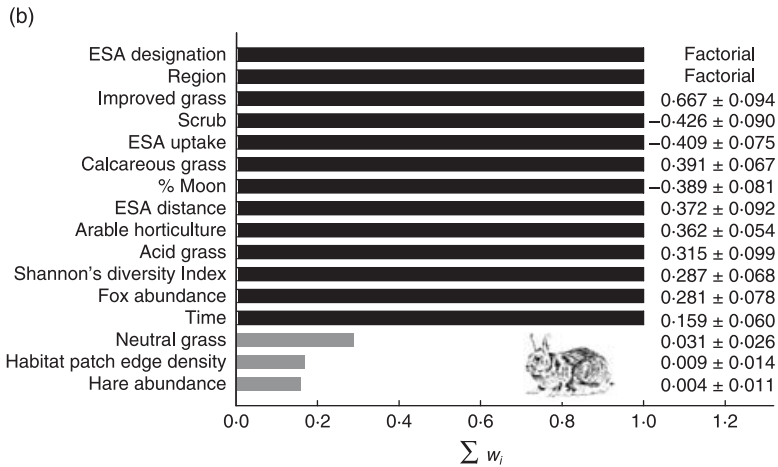 (b)
ESA designation Factorial
Region Factorial
Improved grass 0·667 ± 0·094
Scrub −0·426 ± 0·090
ESA uptake −0·409 ± 0·075
Calcareous grass 0·391 ± 0·067
% Moon −0·389 ± 0·081
ESA distance 0·372 ± 0·092
Arable horticulture 0·362 ± 0·054
Acid grass 0·315 ± 0·099
Shannon's diversity Index 0·287 ± 0·068
Fox abundance 0·281 ± 0·078
Time 0·159 ± 0·060
Neutral grass 0·031 ± 0·026
Habitat patch edge density 0·009 ± 0·014
Hare abundance 0·004 ± 0·011
0·0 0·2 0·4 0·6 0·8 1·0 1·2
∑ wᵢ